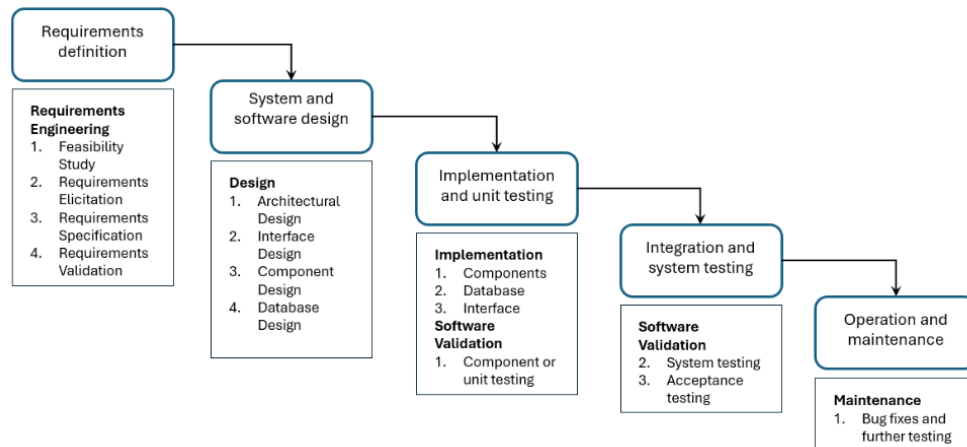 Requirements
definition
Requirements
Engineering
1. Feasibility
Study
2. Requirements
Elicitation
3. Requirements
Specification
4. Requirements
Validation
System and
software design
Design
1. Architectural
Design
2. Interface
Design
3. Component
Design
4. Database
Design
Implementation
and unit testing
Implementation
1. Components
2. Database
3. Interface
Software
Validation
1. Component or
unit testing
Integration and
system testing
Software
Validation
2. System testing
3. Acceptance
testing
Operation and
maintenance
Maintenance
1. Bug fixes and
further testing